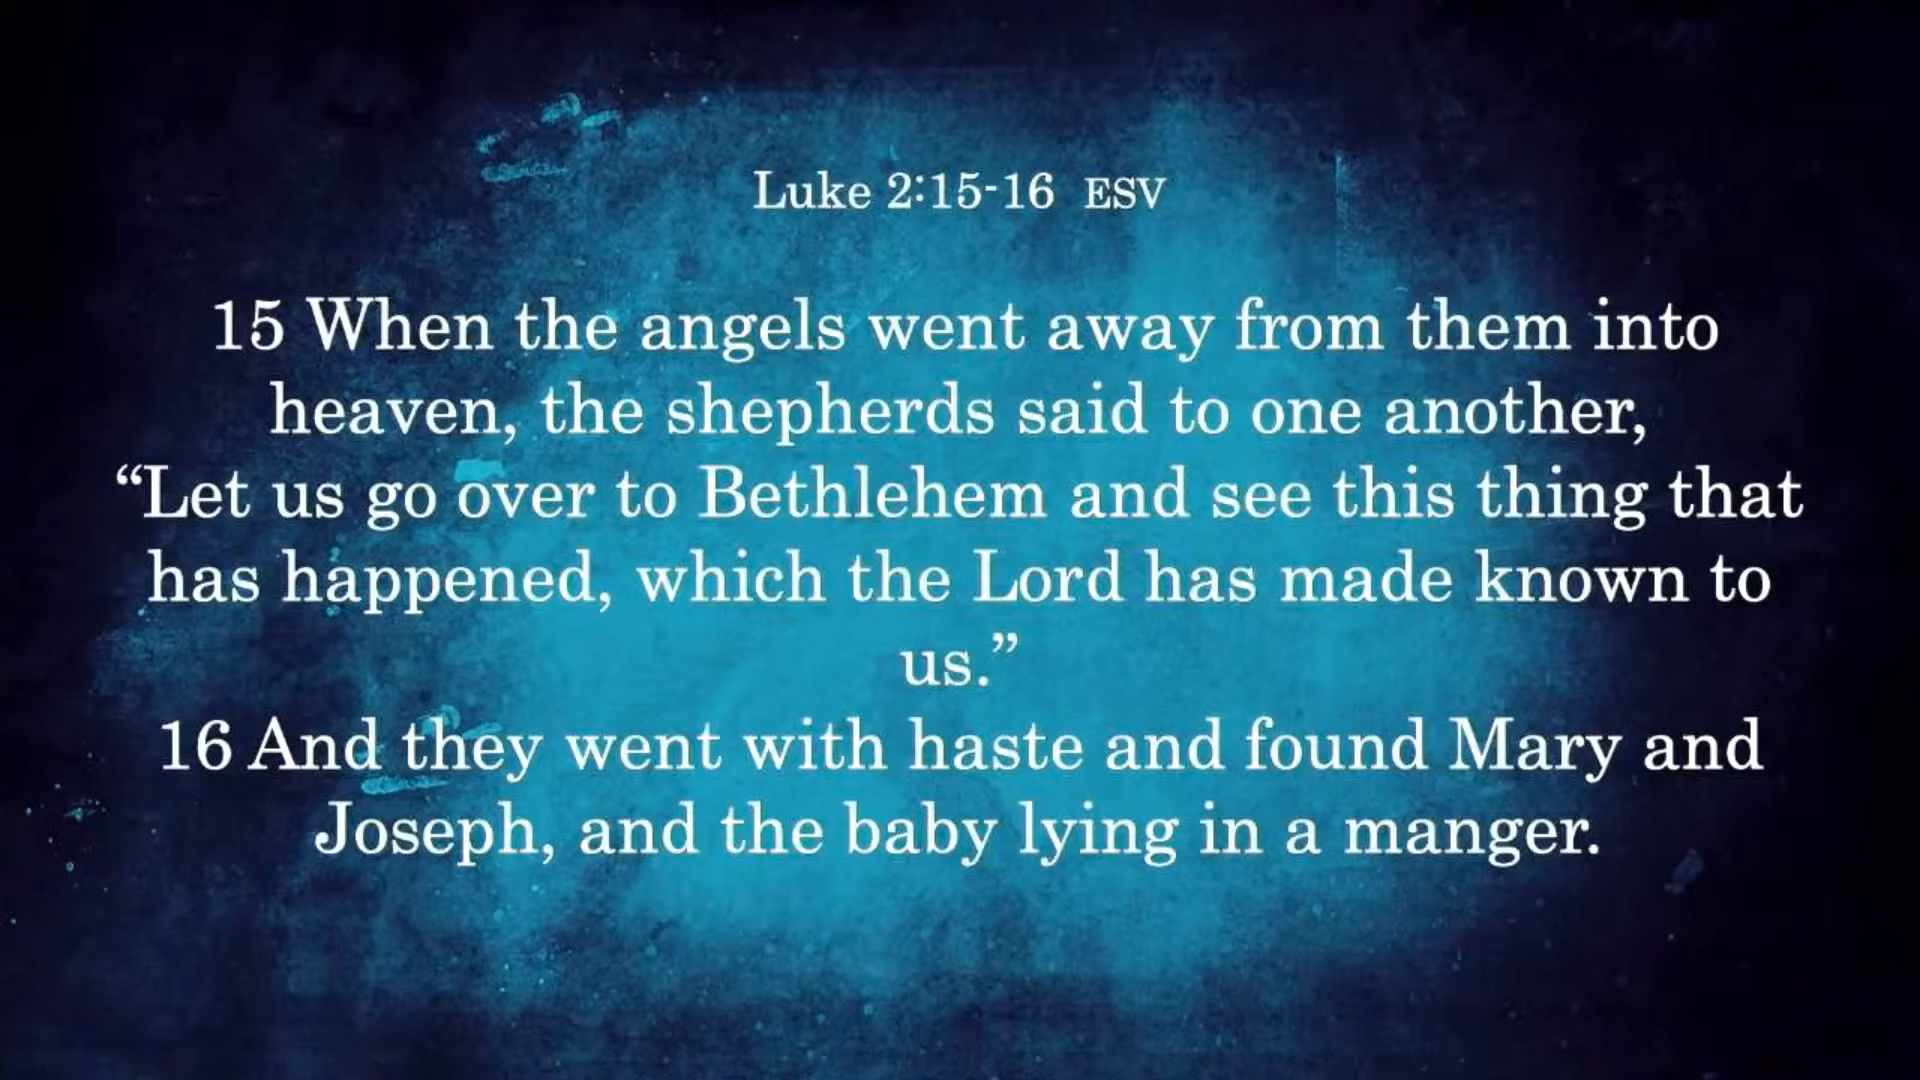 Luke 2:15-16 ESV
15 When the angels went away from them into
heaven, the shepherds said to one another,
“Let us go over to Bethlehem and see this thing that
has happened, which the Lord has made known to
us.”
16 And they went with haste and found Mary and
Joseph, and the baby lying in a manger.